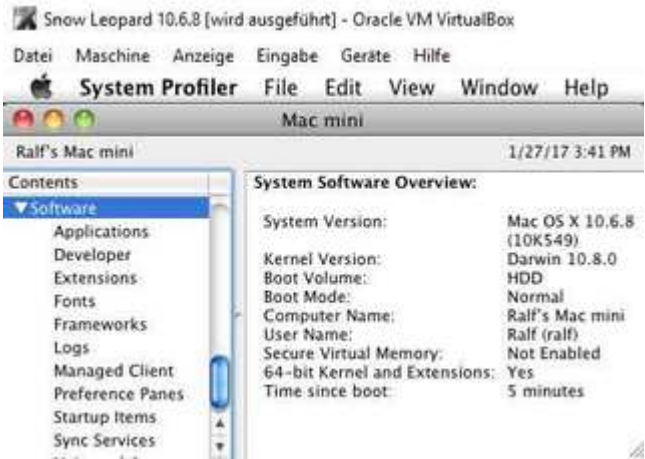 Snow Leopard 10.6.8 [wird ausgeführt] - Oracle VM VirtualBox
Datei Maschine Anzeige Eingabe Geräte Hilfe
System Profiler File Edit View Window Help
Mac mini
Ralf's Mac mini 1/27/17 3:41 PM
Contents
Software
Applications
Developer
Extensions
Fonts
Frameworks
Logs
Managed Client
Preference Panes
Startup Items
Sync Services
System Software Overview:
System Version: Mac OS X 10.6.8
(10K549)
Kernel Version: Darwin 10.8.0
Boot Volume: HDD
Boot Mode: Normal
Computer Name: Ralf's Mac mini
User Name: Ralf (ralf)
Secure Virtual Memory: Not Enabled
64-bit Kernel and Extensions: Yes
Time since boot: 5 minutes